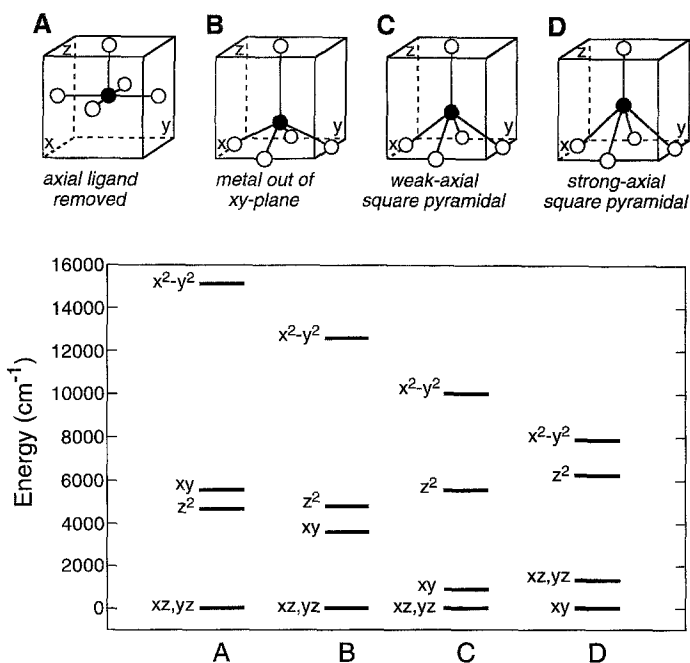 A
B
C
D
z
x
y
z
x
y
z
x
y
z
x
y
axial ligand
removed
metal out of
xy-plane
weak-axial
square pyramidal
strong-axial
square pyramidal
Energy (cm⁻¹)
16000
14000
12000
10000
8000
6000
4000
2000
0
x²-y²
xy
z²
xz,yz
x²-y²
z²
xy
xz,yz
x²-y²
z²
xy
xz,yz
x²-y²
z²
xz,yz
xy
A
B
C
D